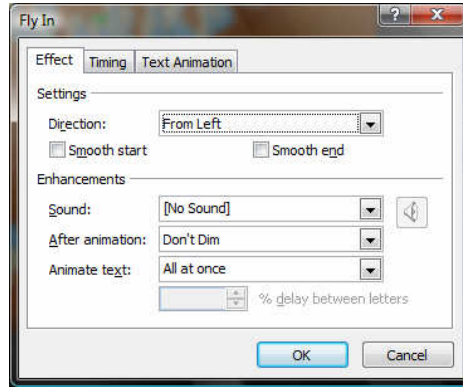 Fly In
Effect Timing Text Animation
Settings
Direction: From Left
Smooth start Smooth end
Enhancements
Sound: [No Sound]
After animation: Don't Dim
Animate text: All at once
% delay between letters
OK Cancel